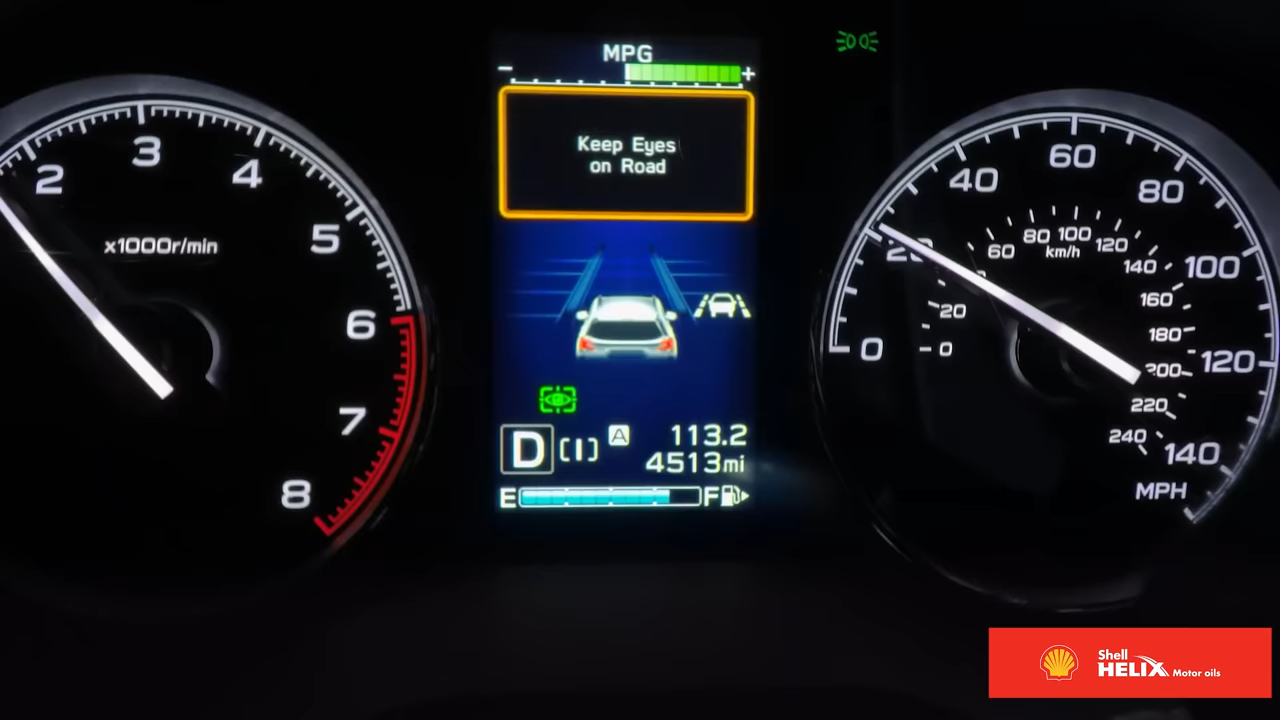 MPG
- +
Keep Eyes
on Road
2 3 4 5 6 7 8
x1000r/min
0 20 40 60 80 100 120 140
MPH
0 20 60 80 100 120 140 160 180 200 220 240
km/h
D [I] A 113.2
4513mi
E F
Shell
HELIX Motor oils